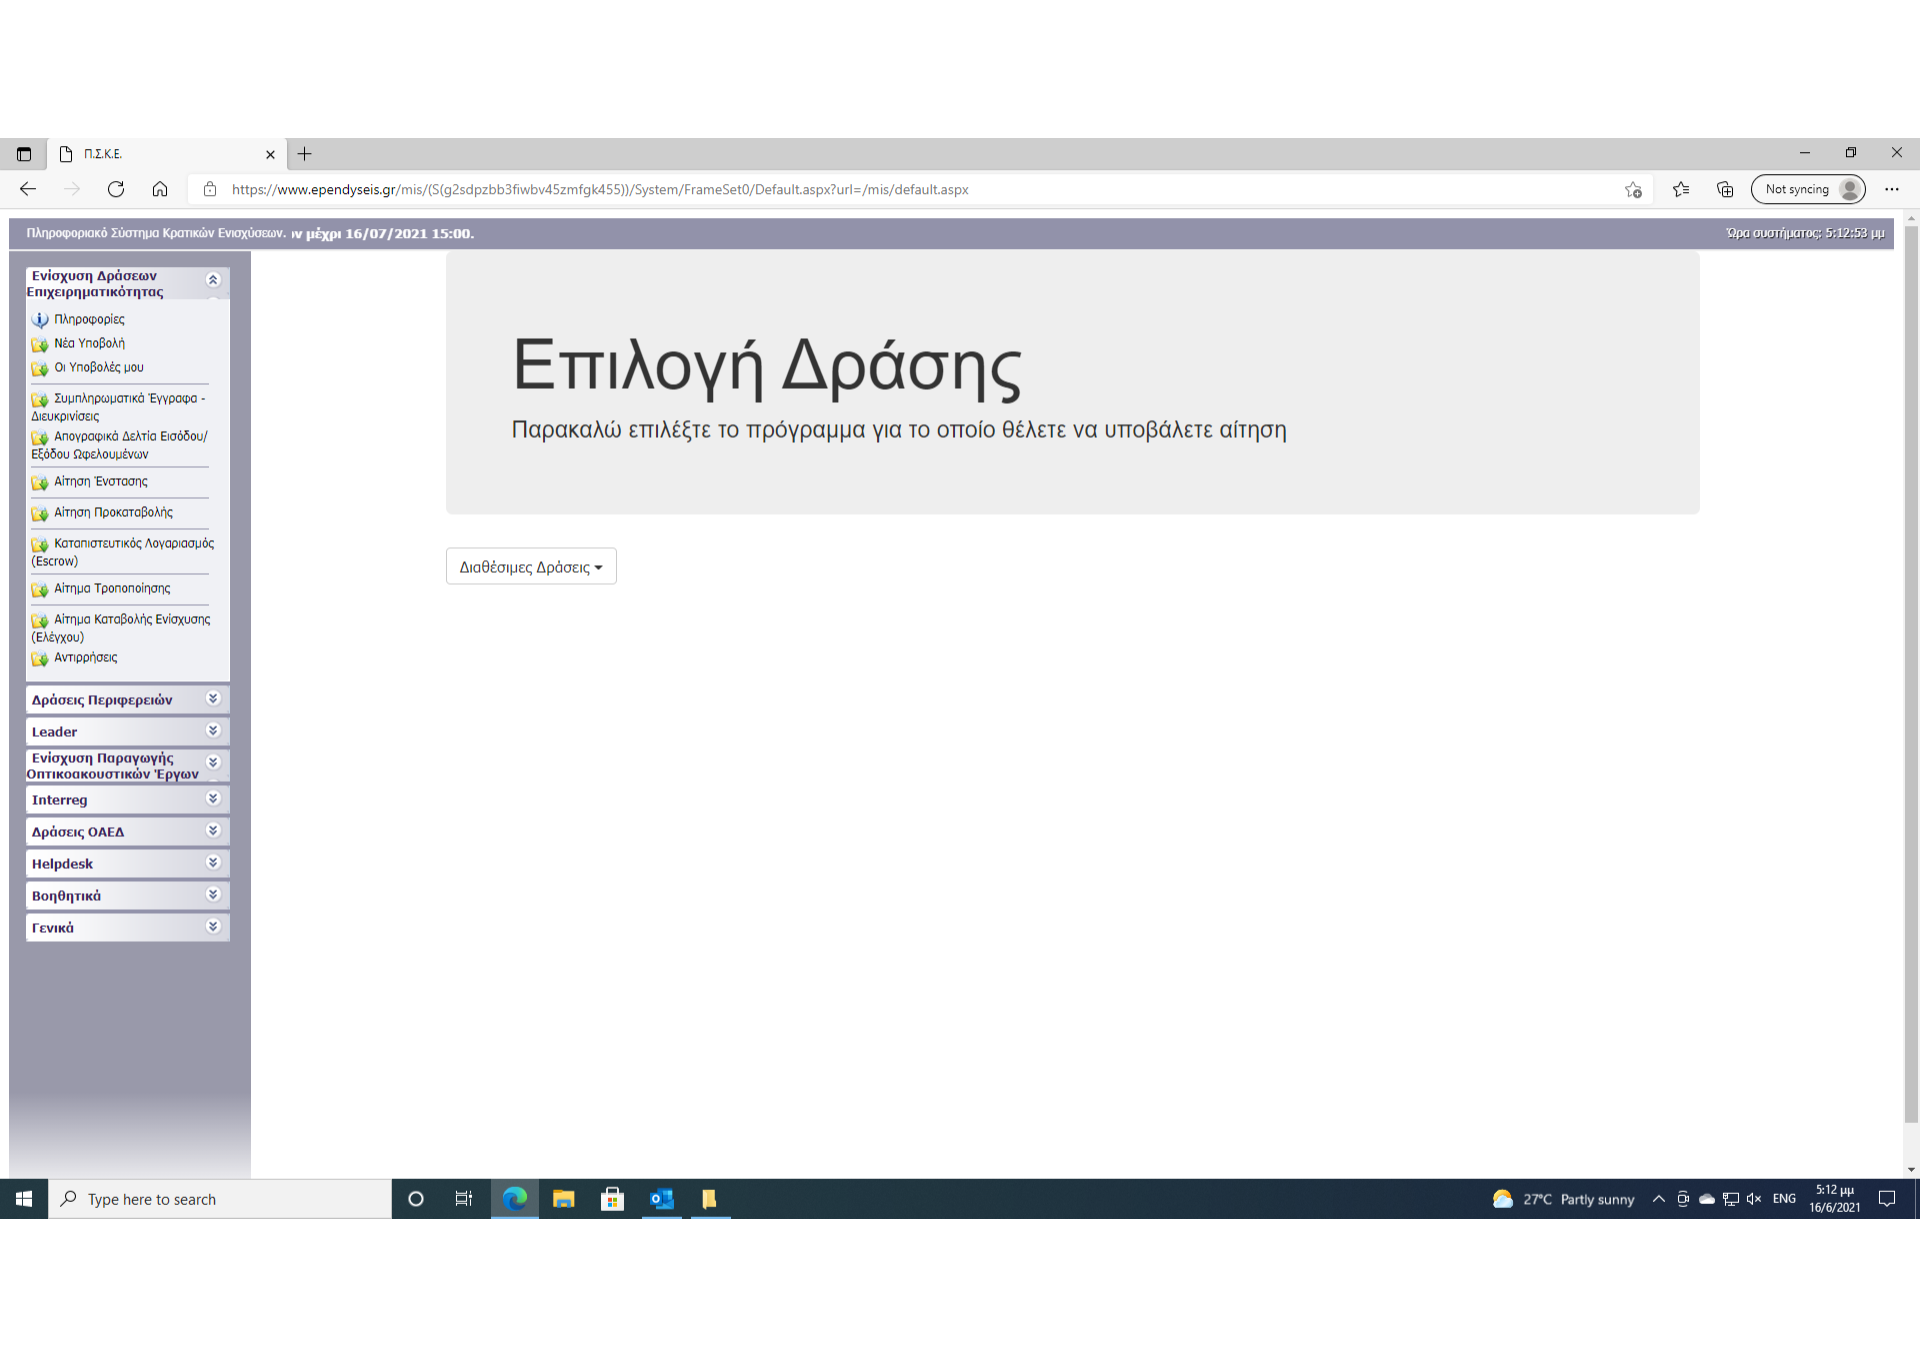 Π.Σ.Κ.Ε.
https://www.ependyseis.gr/mis/(S(g2sdpzbb3fiwbv45zmfgk455))/System/FrameSet0/Default.aspx?url=/mis/default.aspx
Not syncing
Πληροφοριακό Σύστημα Κρατικών Ενισχύσεων. ν μέχρι 16/07/2021 15:00.
Ώρα συστήματος: 5:12:53 μμ
Ενίσχυση Δράσεων
Επιχειρηματικότητας
Πληροφορίες
Νέα Υποβολή
Οι Υποβολές μου
Συμπληρωματικά Έγγραφα -
Διευκρινίσεις
Απογραφικά Δελτία Εισόδου/
Εξόδου Ωφελουμένων
Αίτηση Ένστασης
Αίτηση Προκαταβολής
Καταπιστευτικός Λογαριασμός
(Escrow)
Αίτημα Τροποποίησης
Αίτημα Καταβολής Ενίσχυσης
(Ελέγχου)
Αντιρρήσεις
Δράσεις Περιφερειών
Leader
Ενίσχυση Παραγωγής
Οπτικοακουστικών Έργων
Interreg
Δράσεις ΟΑΕΔ
Helpdesk
Βοηθητικά
Γενικά
Επιλογή Δράσης
Παρακαλώ επιλέξτε το πρόγραμμα για το οποίο θέλετε να υποβάλετε αίτηση
Διαθέσιμες Δράσεις
Type here to search
27°C Partly sunny
ENG
5:12 μμ
16/6/2021